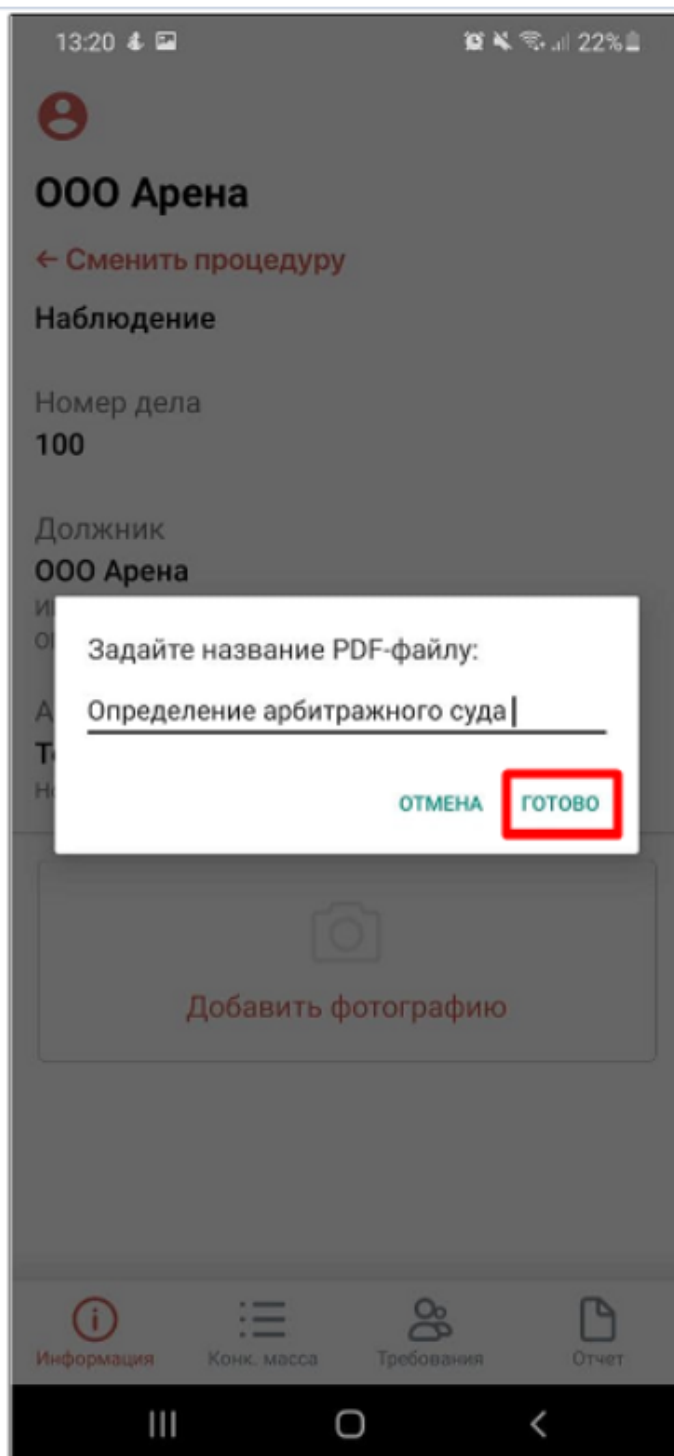 13:20 22%
ООО Арена
← Сменить процедуру
Наблюдение
Номер дела
100
Должник
ООО Арена
Задайте название PDF-файлу:
Определение арбитражного суда
ОТМЕНА ГОТОВО
Добавить фотографию
Информация Конк. масса Требования Отчет